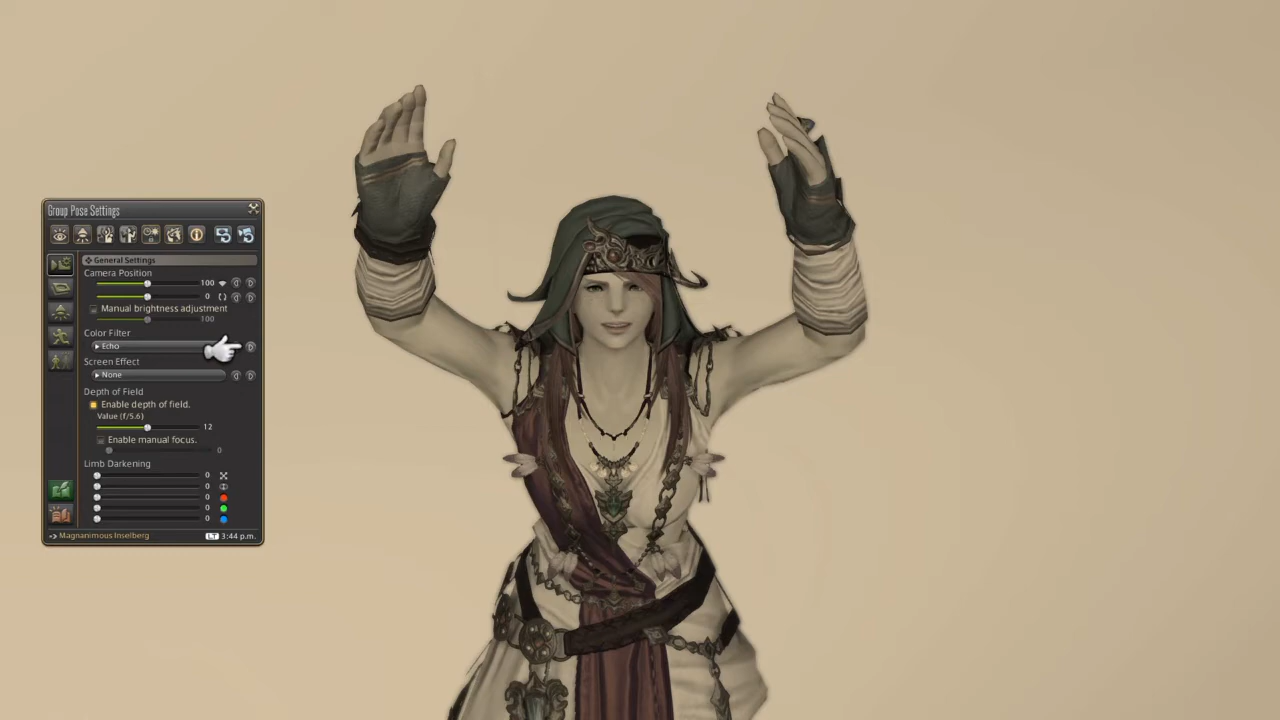 Group Pose Settings
General Settings
Camera Position
100
0
Manual brightness adjustment
100
Color Filter
Echo
Screen Effect
None
Depth of Field
Enable depth of field.
Value (f/5.6)
12
Enable manual focus.
0
Limb Darkening
0
0
0
0
0
Magnanimous Inselberg LT 3:44 p.m.